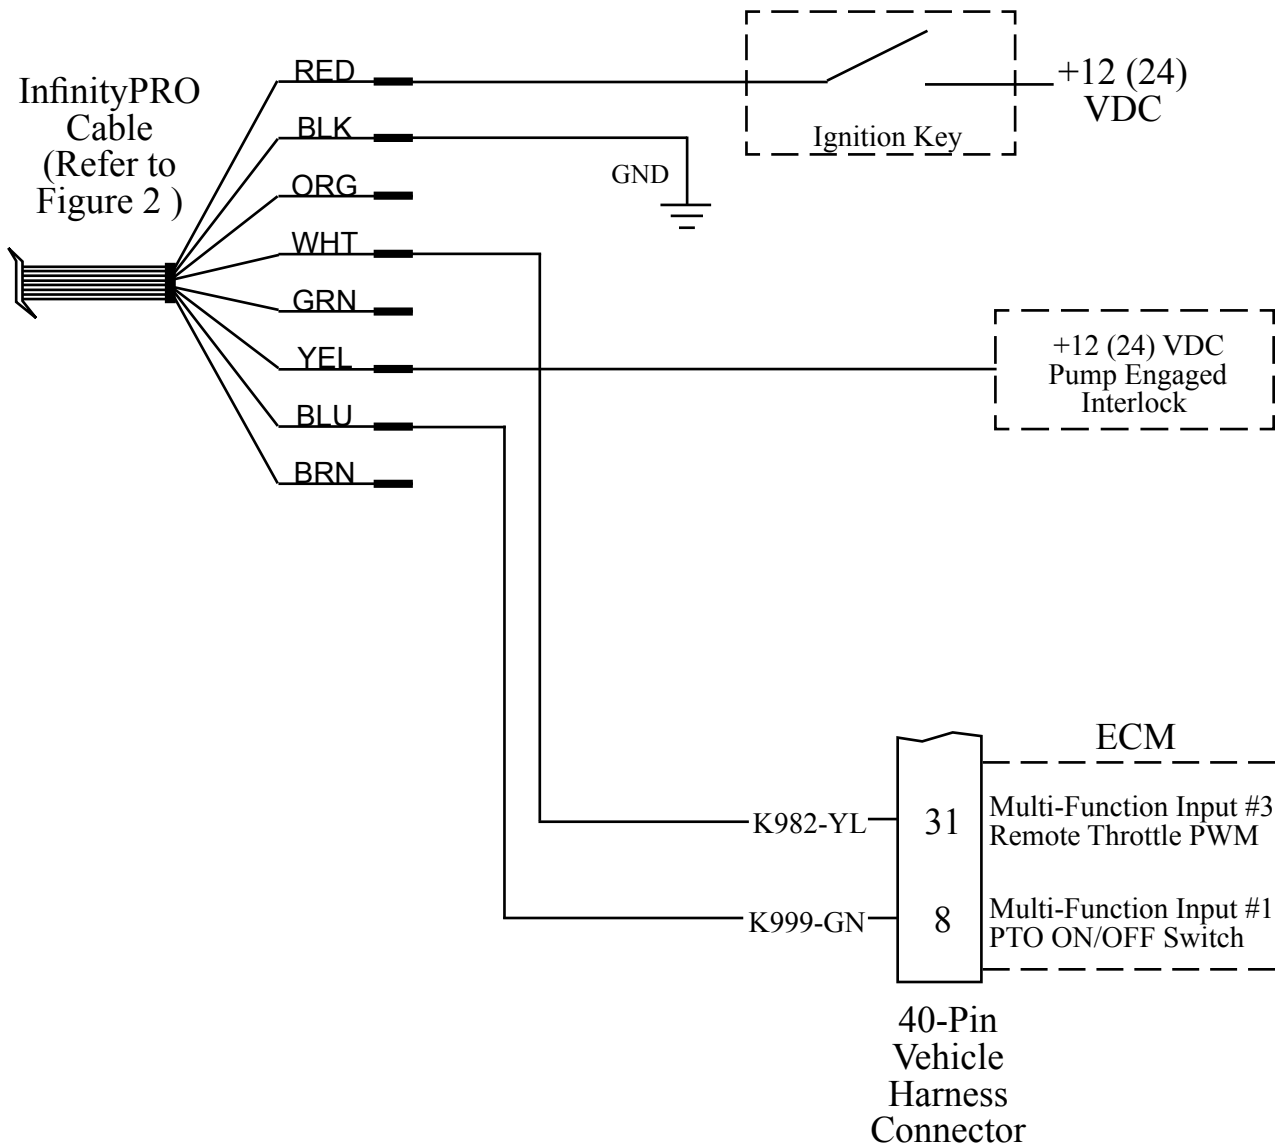 InfinityPRO
Cable
(Refer to
Figure 2 )
RED
BLK
ORG
WHT
GRN
YEL
BLU
BRN
GND
Ignition Key
+12 (24)
VDC
+12 (24) VDC
Pump Engaged
Interlock
ECM
K982-YL
31
Multi-Function Input #3
Remote Throttle PWM
K999-GN
8
Multi-Function Input #1
PTO ON/OFF Switch
40-Pin
Vehicle
Harness
Connector